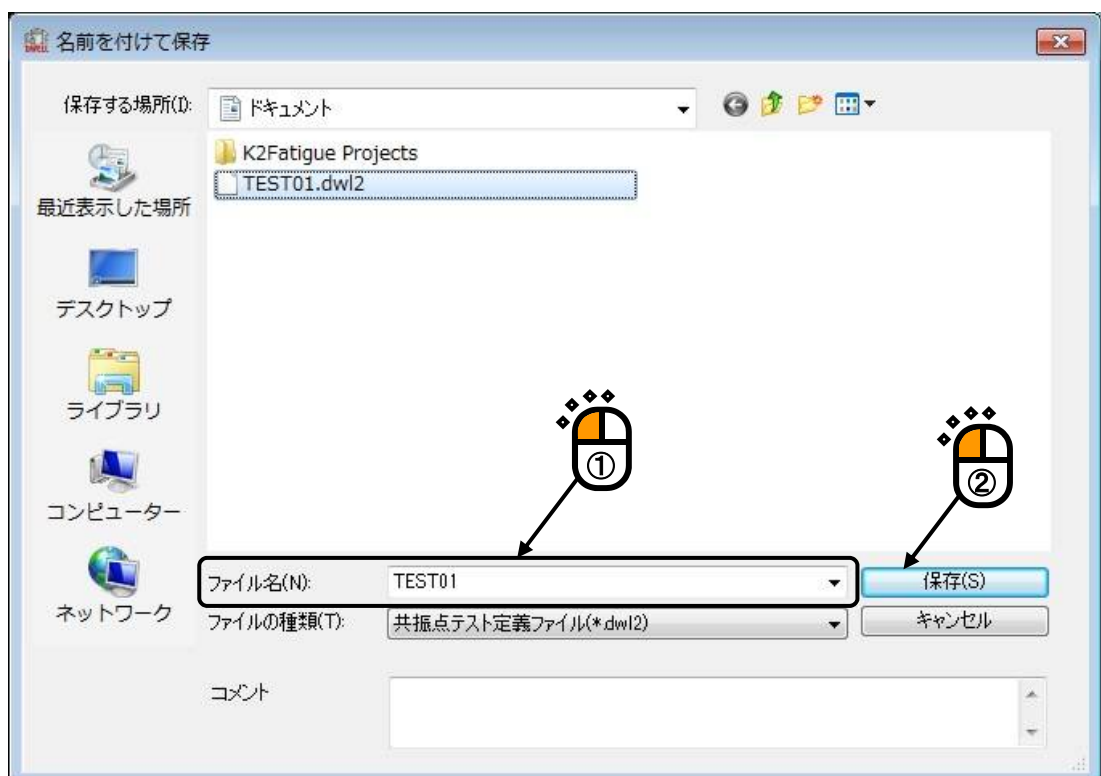 名前を付けて保存
保存する場所(I):
ドキュメント
K2Fatigue Projects
TEST01.dwl2
最近表示した場所
デスクトップ
ライブラリ
コンピューター
ネットワーク
①
②
ファイル名(N):
TEST01
保存(S)
ファイルの種類(T):
共振点テスト定義ファイル(*.dwl2)
キャンセル
コメント